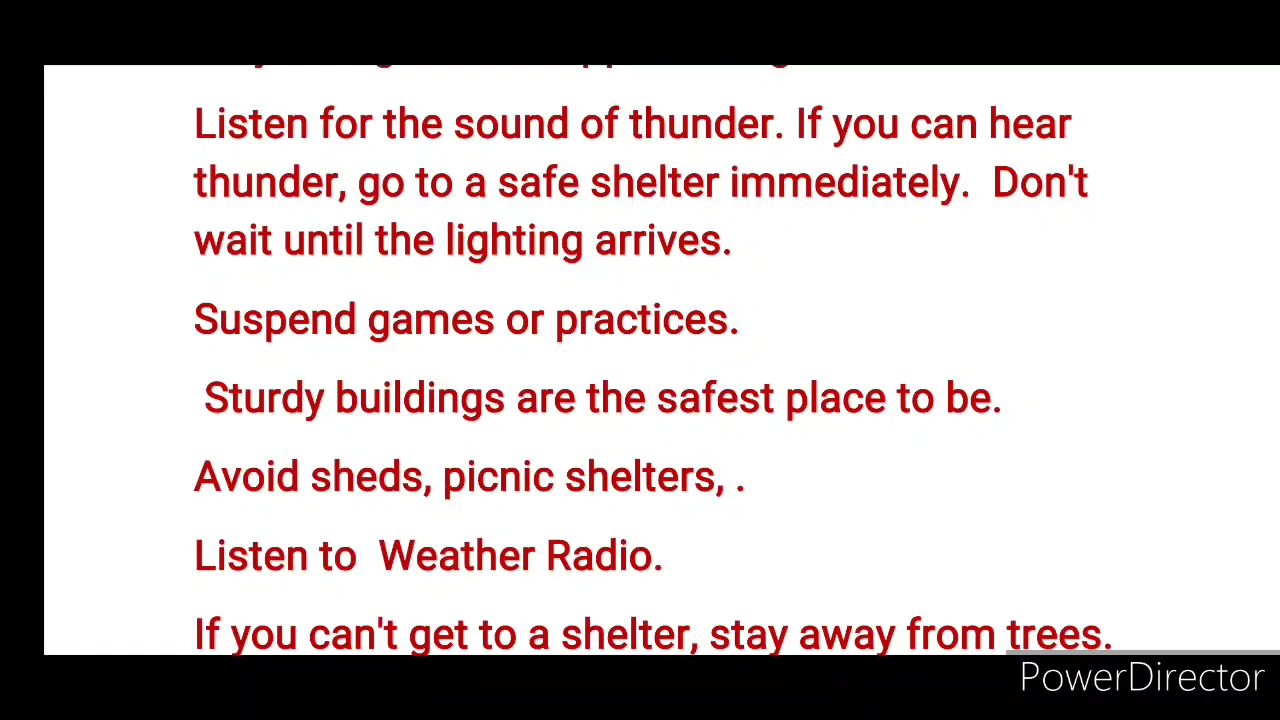 Listen for the sound of thunder. If you can hear
thunder, go to a safe shelter immediately.  Don't
wait until the lighting arrives.
Suspend games or practices.
Sturdy buildings are the safest place to be.
Avoid sheds, picnic shelters, .
Listen to  Weather Radio.
If you can't get to a shelter, stay away from trees.
PowerDirector